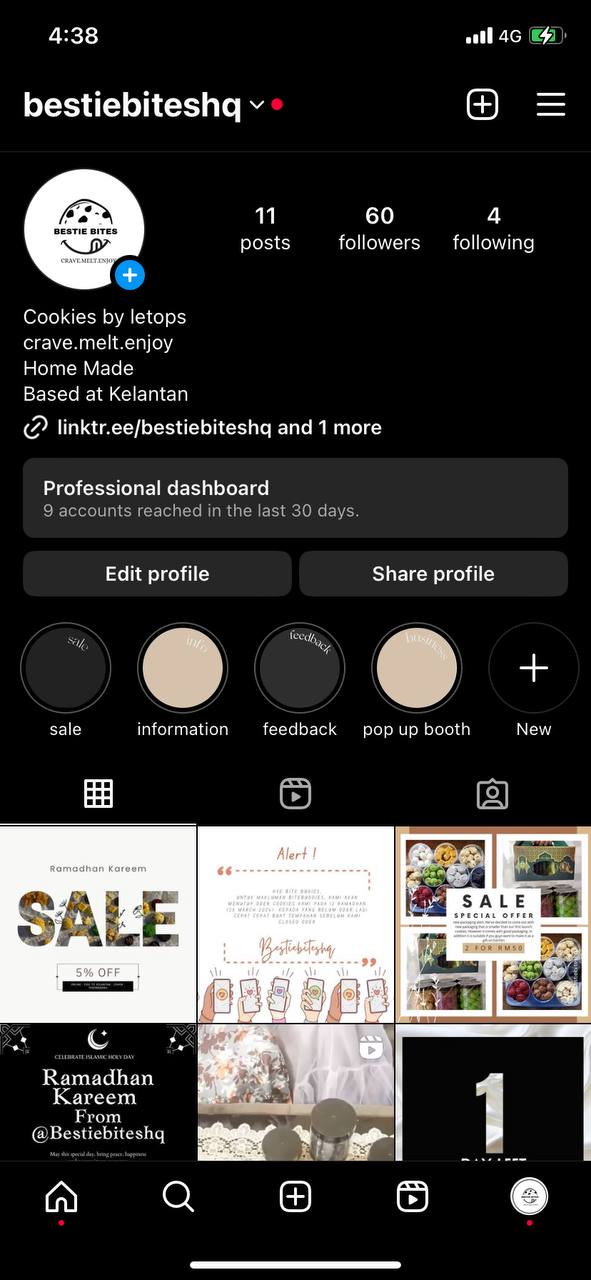 4:38
4G
bestiebiteshq
BESTIE BITES
CRAVE.MELT.ENJOY
11
posts
60
followers
4
following
Cookies by letops
crave.melt.enjoy
Home Made
Based at Kelantan
linktr.ee/bestiebiteshq and 1 more
Professional dashboard
9 accounts reached in the last 30 days.
Edit profile
Share profile
sale
info
feedback
business
sale
information
feedback
pop up booth
New
Ramadhan Kareem
SALE
5% OFF
Alert !
Bestiebiteshq
SALE
SPECIAL OFFER
2 FOR RM50
CELEBRATE ISLAMIC HOLY DAY
Ramadhan
Kareem
From
@Bestiebiteshq
May this special day, bring peace, happiness
1
DAY LEFT